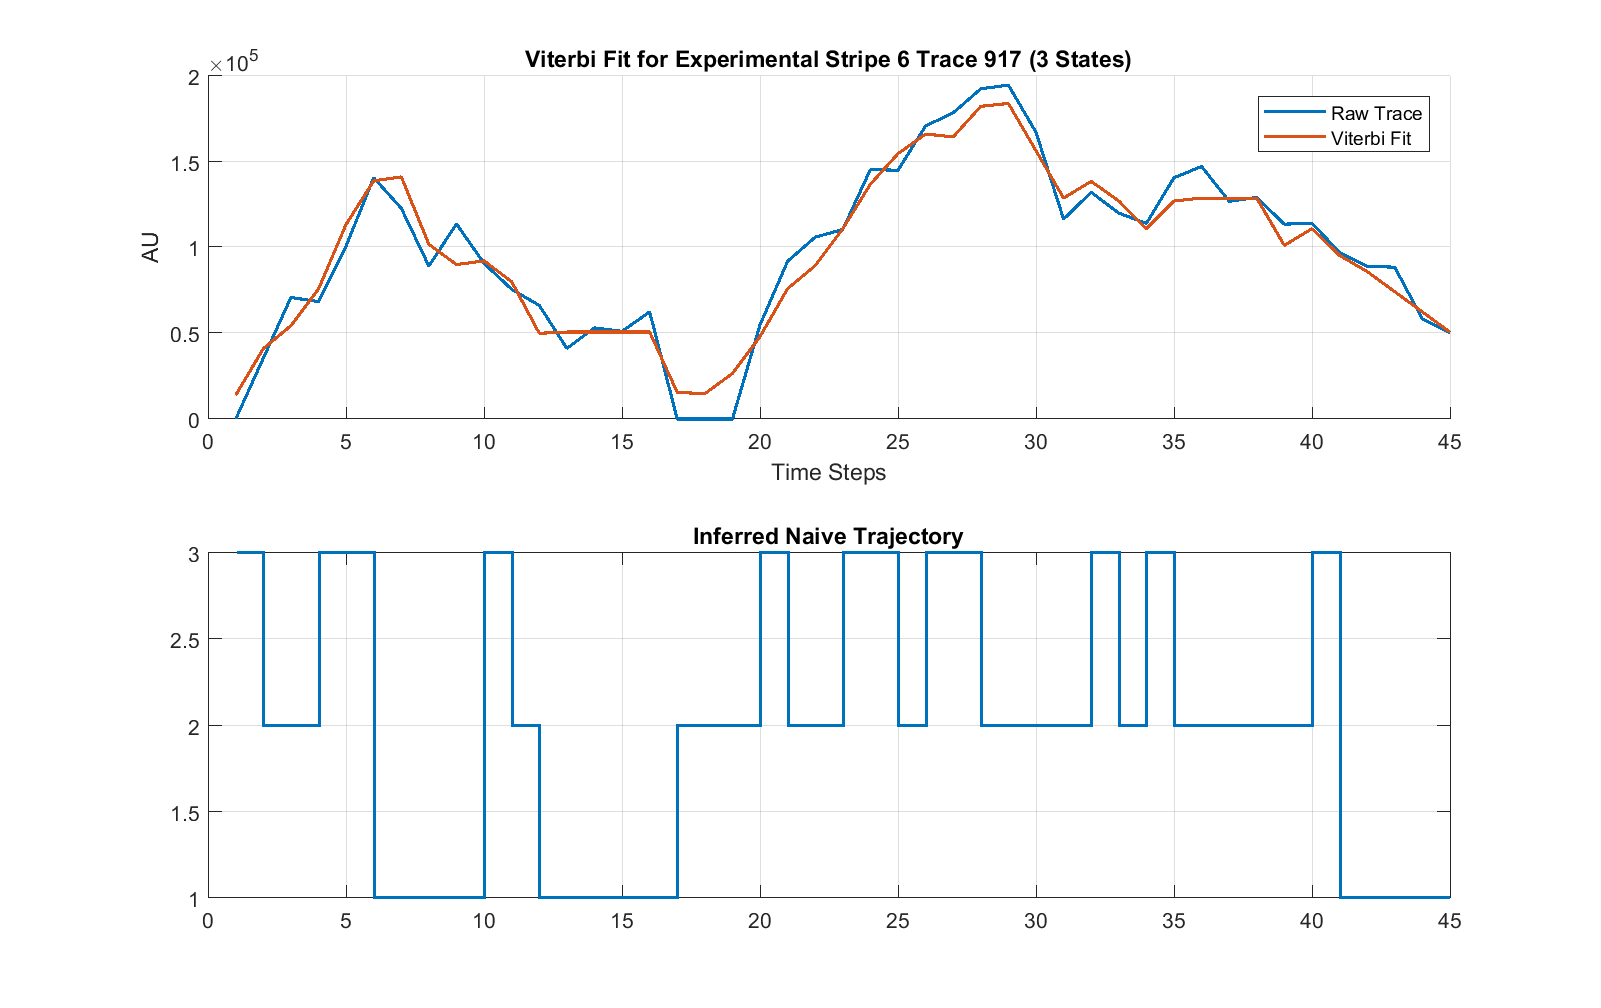 Viterbi Fit for Experimental Stripe 6 Trace 917 (3 States)
×10⁵
2
1.5
1
0.5
0
AU
Raw Trace
Viterbi Fit
0 5 10 15 20 25 30 35 40 45
Time Steps
Inferred Naive Trajectory
3
2.5
2
1.5
1
0 5 10 15 20 25 30 35 40 45